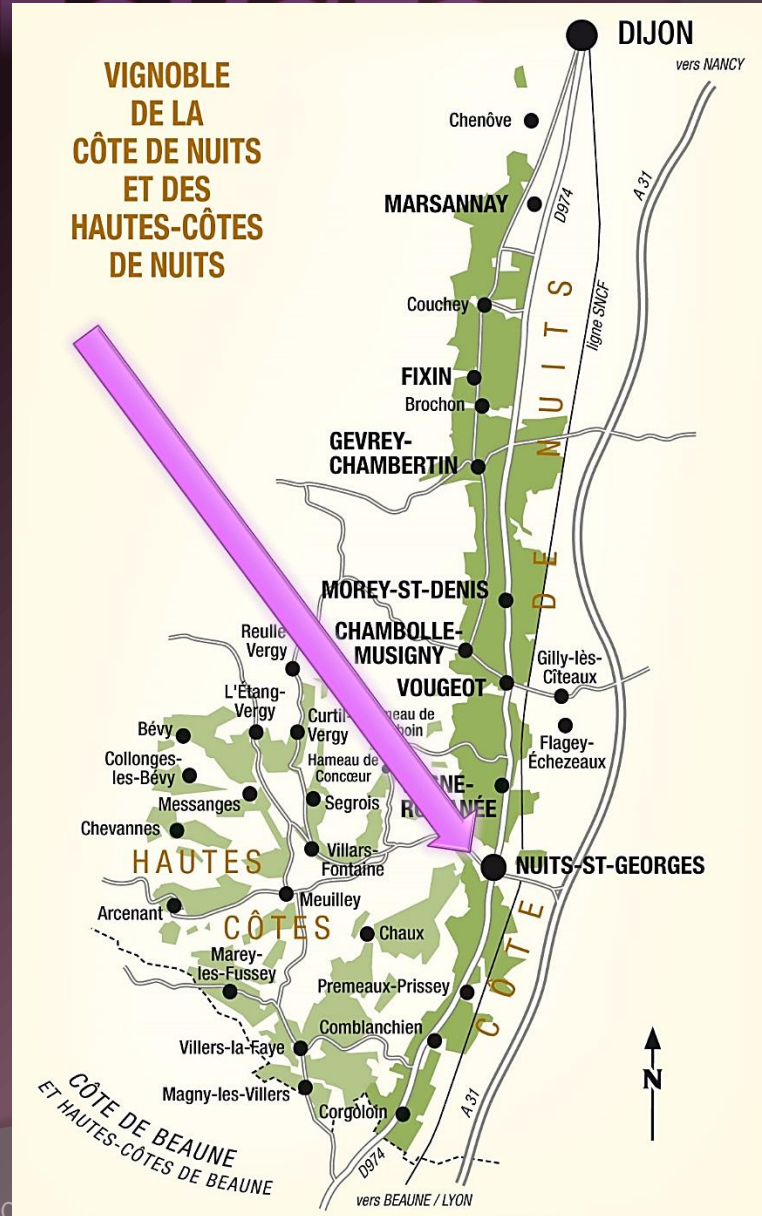 VIGNOBLE
DE LA
CÔTE DE NUITS
ET DES
HAUTES-CÔTES
DE NUITS
DIJON
vers NANCY
Chenôve
A 31
MARSANNAY
D974
Couchey
ligne SNCF
FIXIN
Brochon
GEVREY-
CHAMBERTIN
CÔTE DE NUITS
MOREY-ST-DENIS
Reulle
Vergy
CHAMBOLLE-
MUSIGNY
Gilly-lès-
Cîteaux
VOUGEOT
L'Étang-
Vergy
Curtil-
Vergy
Bévy
Flagey-
Échezeaux
Collonges-
les-Bévy
Hameau de
Concœur
Messanges
Segrois
Chevannes
Villars-
Fontaine
HAUTES
CÔTES
NUITS-ST-GEORGES
Arcenant
Meuilley
Chaux
Marey-
les-Fussey
Premeaux-Prissey
Comblanchien
Villers-la-Faye
Magny-les-Villers
Corgoloin
N
A 31
D974
CÔTE DE BEAUNE
ET HAUTES-CÔTES DE BEAUNE
vers BEAUNE / LYON